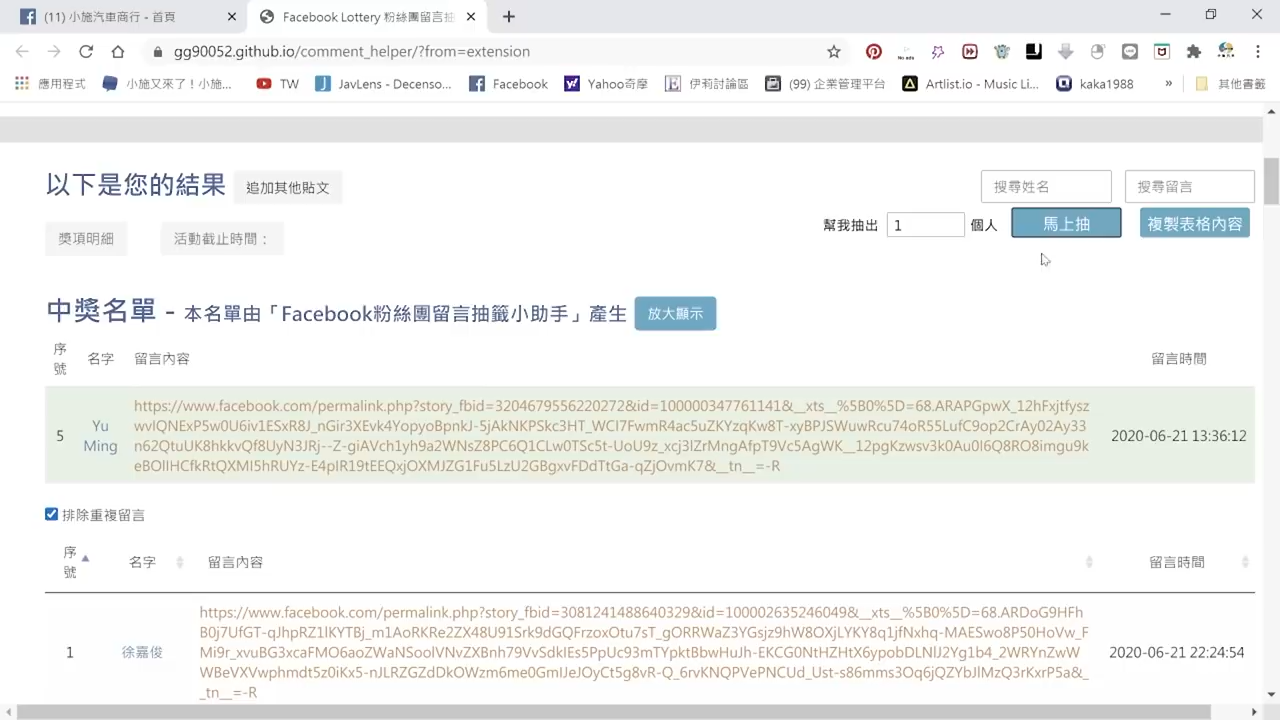 (11) 小施汽車商行 - 首頁
Facebook Lottery 粉絲團留言抽
gg90052.github.io/comment_helper/?from=extension
應用程式
小施又來了！小施...
TW
JavLens - Decenso...
Facebook
Yahoo奇摩
伊莉討論區
(99) 企業管理平台
Artlist.io - Music Li...
kaka1988
»
其他書籤
以下是您的結果
追加其他貼文
搜尋姓名
搜尋留言
獎項明細
活動截止時間：
幫我抽出
1
個人
馬上抽
複製表格內容
中獎名單 - 本名單由「Facebook粉絲團留言抽籤小助手」產生
放大顯示
序號
名字
留言內容
留言時間
5
Yu
Ming
https://www.facebook.com/permalink.php?story_fbid=3204679556220272&id=100000347761141&__xts__%5B0%5D=68.ARAPGpwX_12hFxjtfysz
zwvIQNExP5w0U6iv1ESxR8J_nGir3XEvk4YopyoBpnkJ-5jAkNKPSkc3HT_WCI7FwmR4ac5uZKYzqKw8T-xyBPJSWuwRcu74oR55LufC9op2CrAy02Ay33
n62QtuUK8hkkvQf8UyN3JRj--Z-giAVch1yh9a2WNsZ8PC6Q1CLw0TSc5t-UoU9z_xcj3lZrMngAfpT9Vc5AgWK__12pgKzwsv3k0Au0I6Q8RO8imgu9k
eBOlIHCfkRtQXMI5hRUYz-E4pIR19tEEQxjOXMJZG1Fu5LzU2GBgxvFDdTtGa-qZjOvmK7&__tn__=-R
2020-06-21 13:36:12
排除重複留言
序號
名字
留言內容
留言時間
1
徐嘉俊
https://www.facebook.com/permalink.php?story_fbid=3081241488640329&id=100002635246049&__xts__%5B0%5D=68.ARDoG9HFh
B0j7UfGT-qJhpRZ1lKYTBj_m1AoRKRe2ZX48U91Srk9dGQFrzoxOtu7sT_gORRWaZ3YGsjz9hW8OXjLYKY8q1jfNxhq-MAESwo8P50HoVw_F
Mi9r_xvuBG3xcaFMO6aoZWaNSooIVNvZXBnh79VvSdkIEs5PpUc93mTYpktBbwHuJh-EKCG0NtHZHtX6ypobDLNlJ2Yg1b4_2WRYnZwW
WBeVXVwphmdt5z0iKx5-nJLRZGZdDkOWzm6me0GmIJeJOyCt5g8vR-Q_6rvKNQPVePNCUd_Ust-s86mms3Oq6jQZYbJlMzQ3rKxrP5a&_
_tn__=-R
2020-06-21 22:24:54